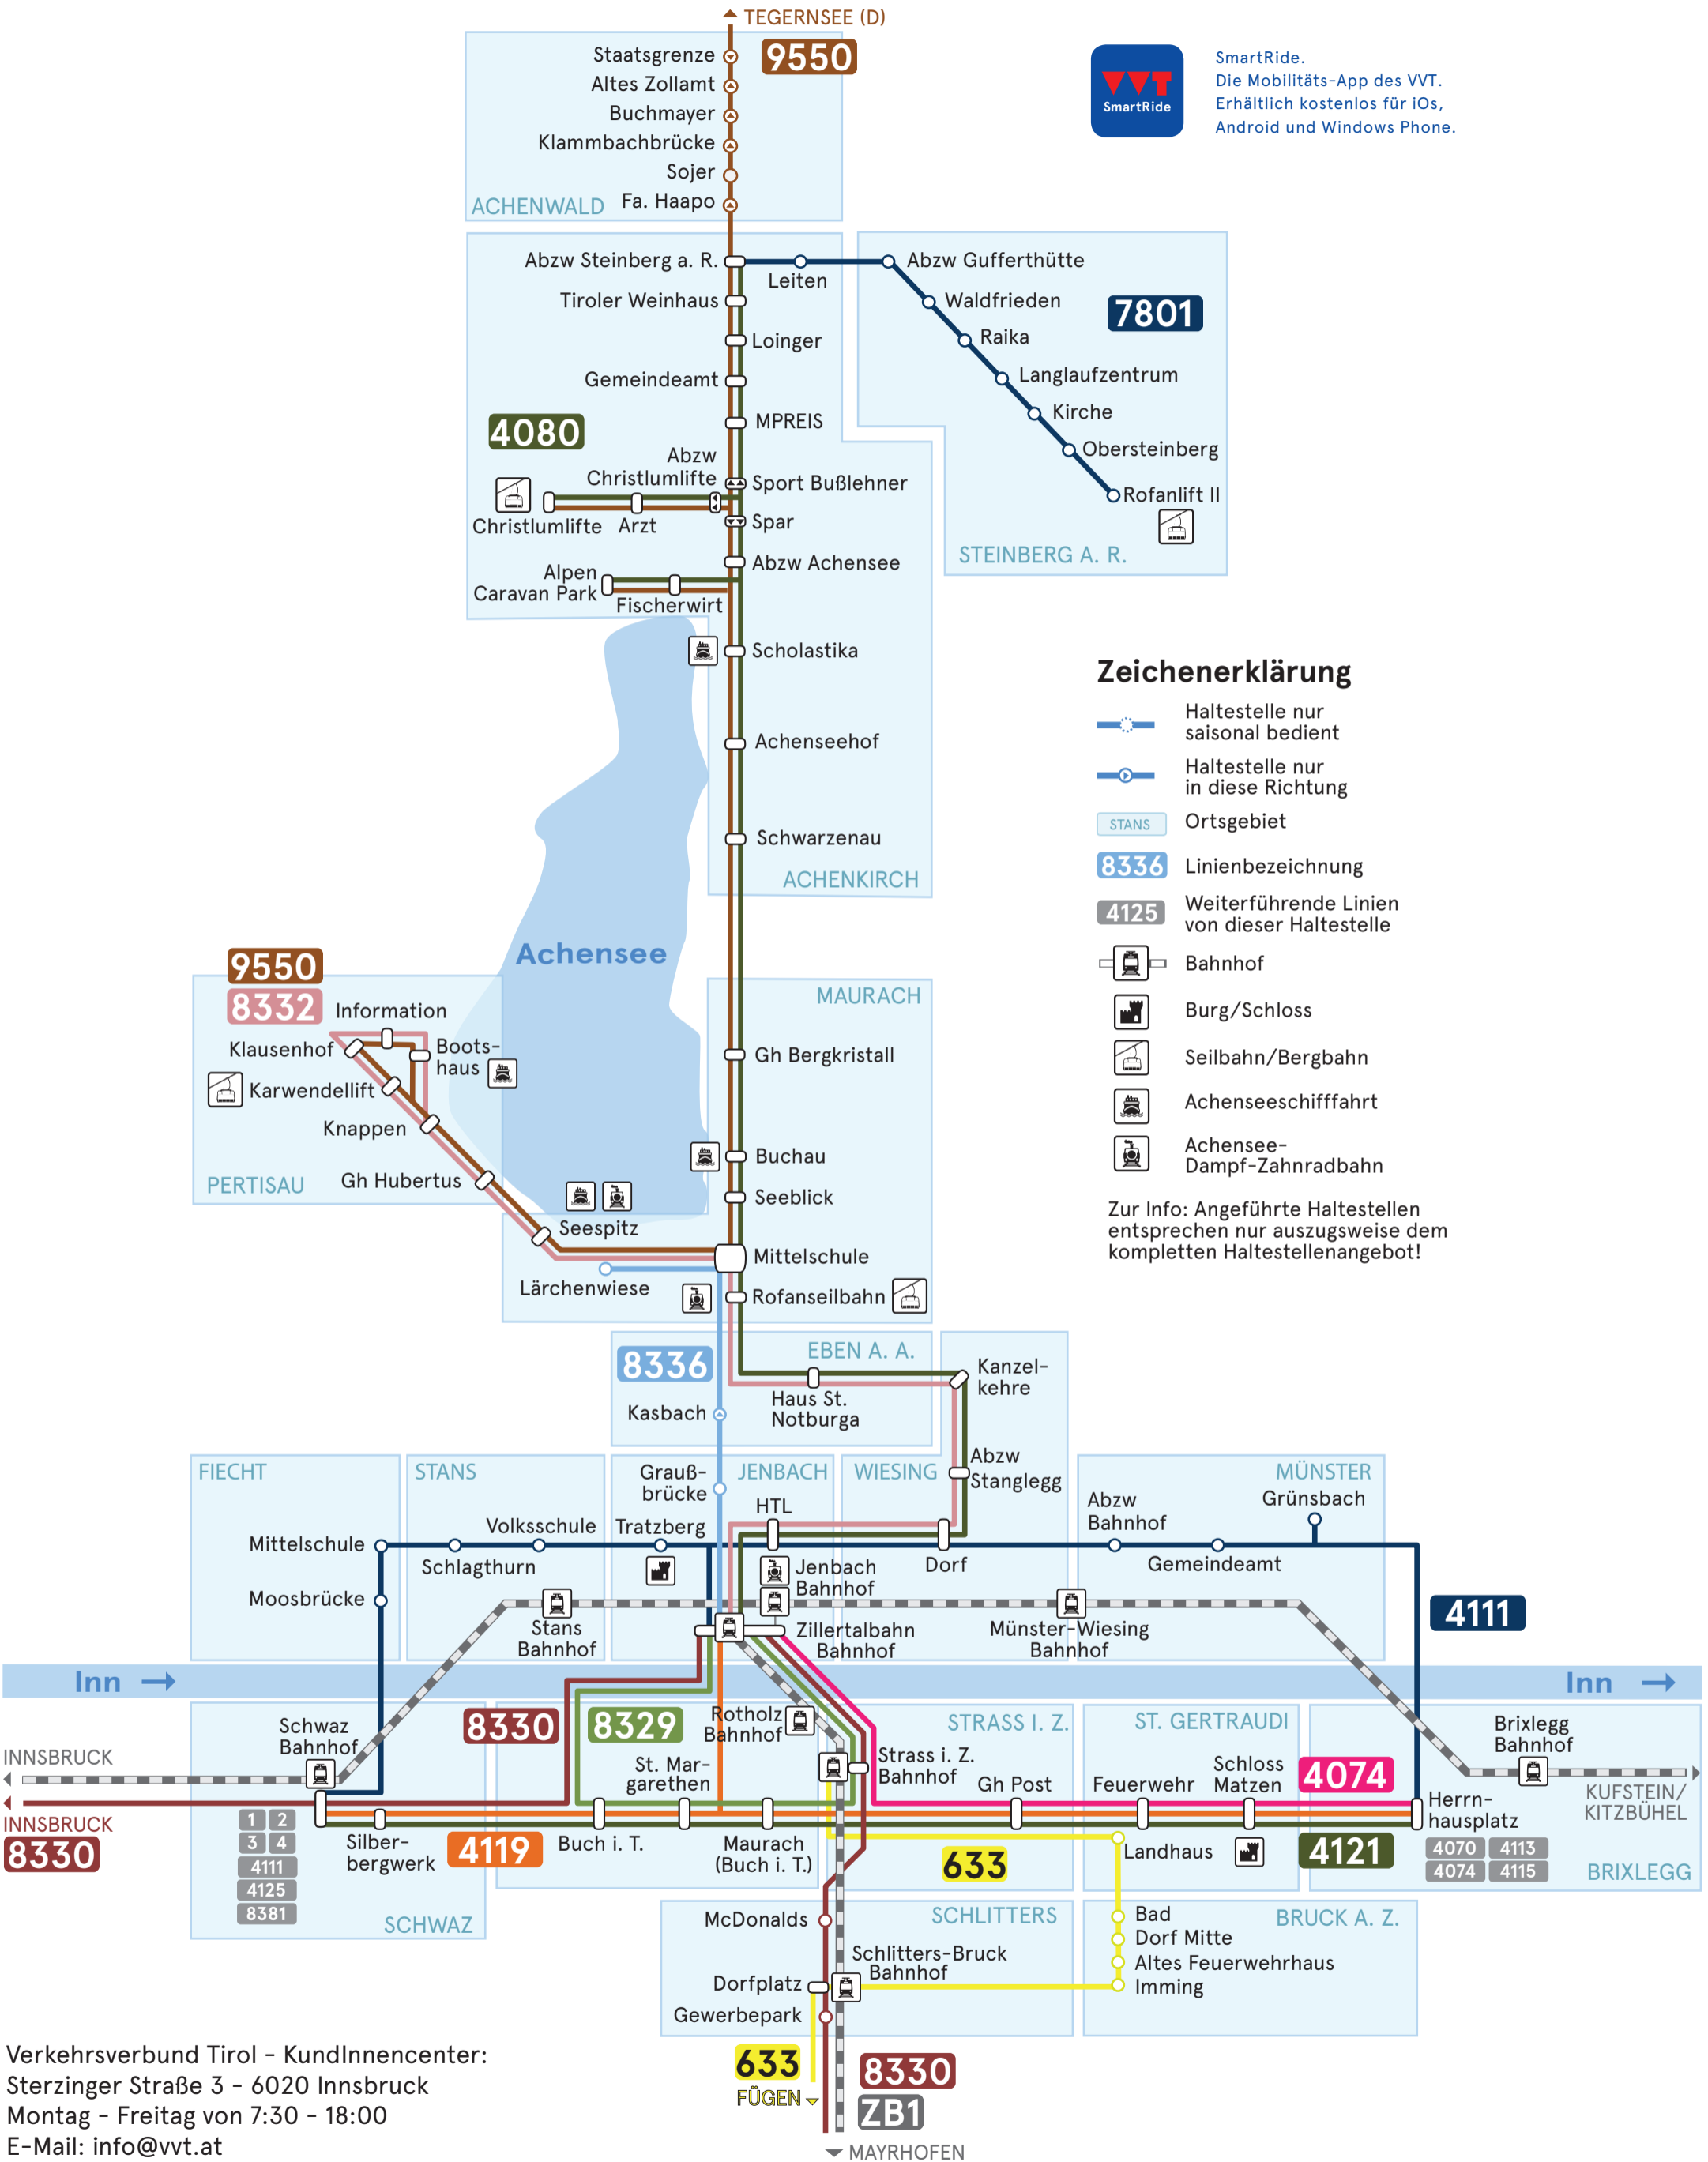 TEGERNSEE (D)
9550
Staatsgrenze
Altes Zollamt
Buchmayer
Klammbachbrücke
Sojer
Fa. Haapo
ACHENWALD
VVT
SmartRide
SmartRide.
Die Mobilitäts-App des VVT.
Erhältlich kostenlos für iOs,
Android und Windows Phone.
Abzw Steinberg a. R.
Leiten
Tiroler Weinhaus
Loinger
Gemeindeamt
MPREIS
4080
Abzw
Christlumlifte
Sport Bußlehner
Christlumlifte
Arzt
Spar
Abzw Achensee
Alpen
Caravan Park
Fischerwirt
Scholastika
Achenseehof
Schwarzenau
ACHENKIRCH
Abzw Gufferthütte
Waldfrieden
7801
Raika
Langlaufzentrum
Kirche
Obersteinberg
Rofanlift II
STEINBERG A. R.
Zeichenerklärung
Haltestelle nur
saisonal bedient
Haltestelle nur
in diese Richtung
STANS
Ortsgebiet
8336
Linienbezeichnung
4125
Weiterführende Linien
von dieser Haltestelle
Bahnhof
Burg/Schloss
Seilbahn/Bergbahn
Achenseeschifffahrt
Achensee-
Dampf-Zahnradbahn
Zur Info: Angeführte Haltestellen
entsprechen nur auszugsweise dem
kompletten Haltestellenangebot!
Achensee
9550
8332
Information
Klausenhof
Boots-
haus
Karwendellift
Knappen
Gh Hubertus
PERTISAU
Seespitz
MAURACH
Gh Bergkristall
Buchau
Seeblick
Mittelschule
Lärchenwiese
Rofanseilbahn
8336
EBEN A. A.
Kasbach
Haus St.
Notburga
Kanzel-
kehre
Abzw
Stanglegg
FIECHT
STANS
Grauß-
brücke
JENBACH
WIESING
MÜNSTER
HTL
Abzw
Bahnhof
Grünsbach
Mittelschule
Volksschule
Schlagthurn
Tratzberg
Dorf
Gemeindeamt
Moosbrücke
Jenbach
Bahnhof
Stans
Bahnhof
Zillertalbahn
Bahnhof
Münster-Wiesing
Bahnhof
4111
Inn
Inn
Schwaz
Bahnhof
8330
8329
Rotholz
Bahnhof
STRASS I. Z.
ST. GERTRAUDI
Brixlegg
Bahnhof
INNSBRUCK
St. Mar-
garethen
Strass i. Z.
Bahnhof
Gh Post
Feuerwehr
Schloss
Matzen
4074
KUFSTEIN/
KITZBÜHEL
INNSBRUCK
8330
1 2
3 4
4111
4125
8381
SCHWAZ
Silber-
bergwerk
4119
Buch i. T.
Maurach
(Buch i. T.)
633
Landhaus
4121
Herrn-
hausplatz
4070 4113
4074 4115
BRIXLEGG
McDonalds
SCHLITTERS
Schlitters-Bruck
Bahnhof
Dorfplatz
Gewerbepark
Bad
Dorf Mitte
Altes Feuerwehrhaus
Imming
BRUCK A. Z.
633
FÜGEN
8330
ZB1
MAYRHOFEN
Verkehrsverbund Tirol - KundInnencenter:
Sterzinger Straße 3 - 6020 Innsbruck
Montag - Freitag von 7:30 - 18:00
E-Mail: info@vvt.at